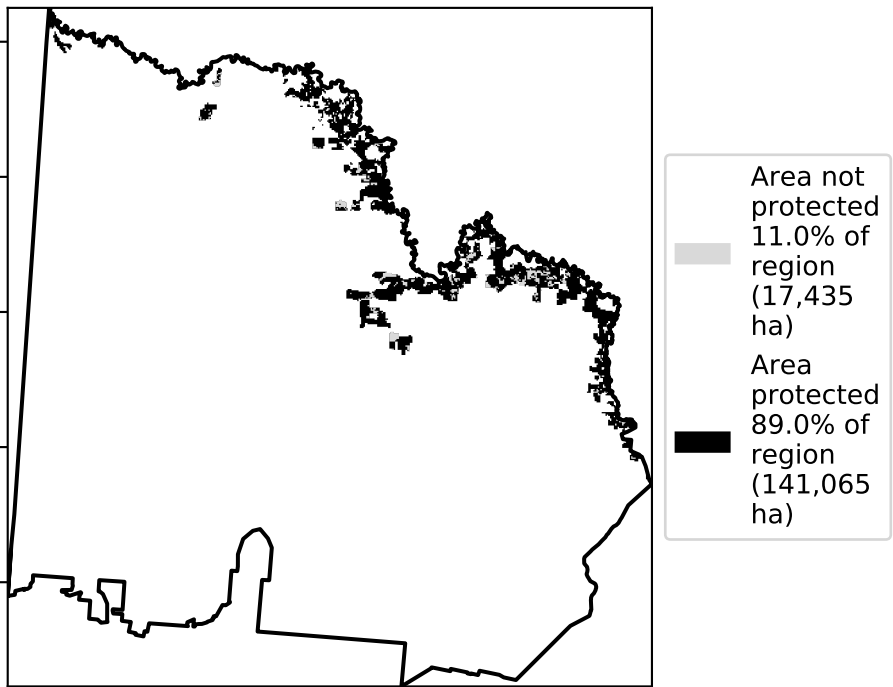 Area not
protected
11.0% of
region
(17,435
ha)
Area
protected
89.0% of
region
(141,065
ha)